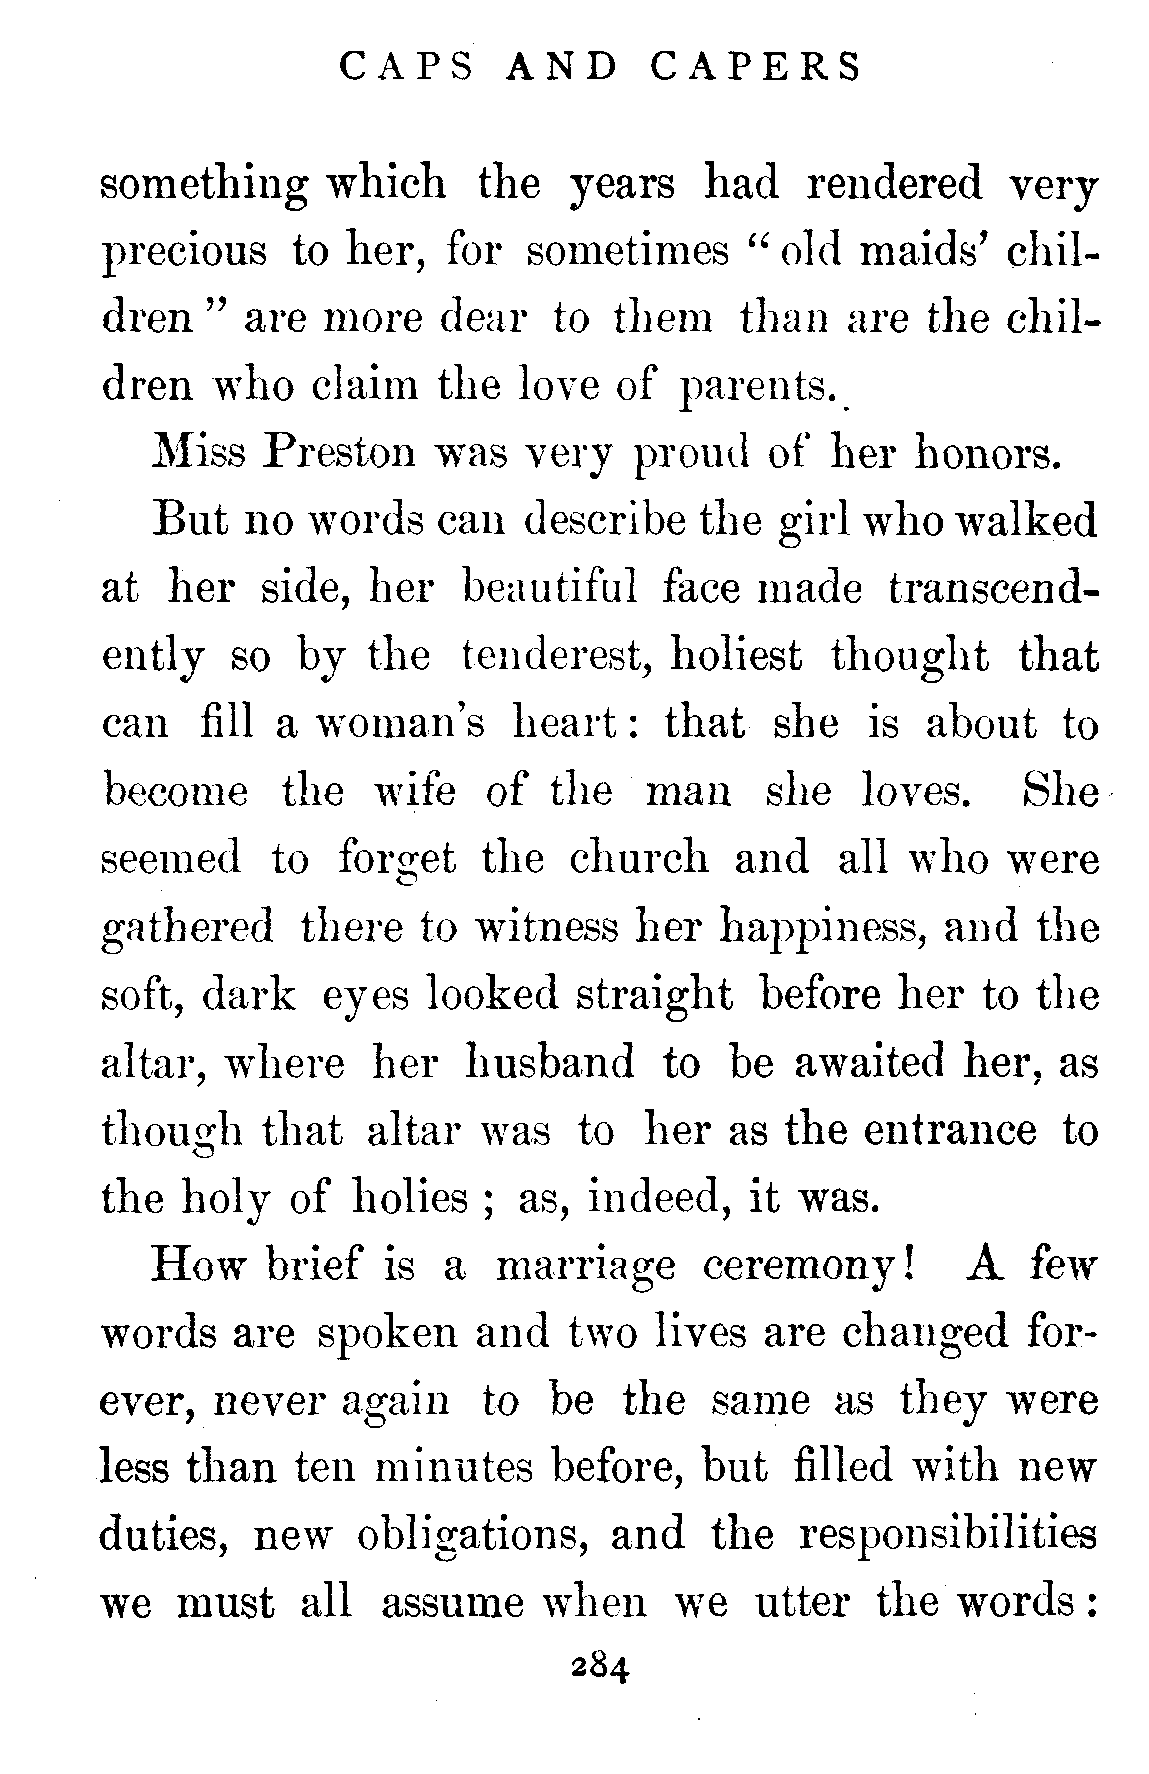 CAPS AND CAPERS
something which the years had rendered very
precious to her, for sometimes " old maids' chil-
dren " are more dear to them than are the chil-
dren who claim the love of parents.
Miss Preston was very proud of her honors.
But no words can describe the girl who walked
at her side, her beautiful face made transcend-
ently so by the tenderest, holiest thought that
can fill a woman's heart : that she is about to
become the wife of the man she loves. She
seemed to forget the church and all who were
gathered there to witness her happiness, and the
soft, dark eyes looked straight before her to the
altar, where her husband to be awaited her, as
though that altar was to her as the entrance to
the holy of holies ; as, indeed, it was.
How brief is a marriage ceremony! A few
words are spoken and two lives are changed for-
ever, never again to be the same as they were
less than ten minutes before, but filled with new
duties, new obligations, and the responsibilities
we must all assume when we utter the words :
284